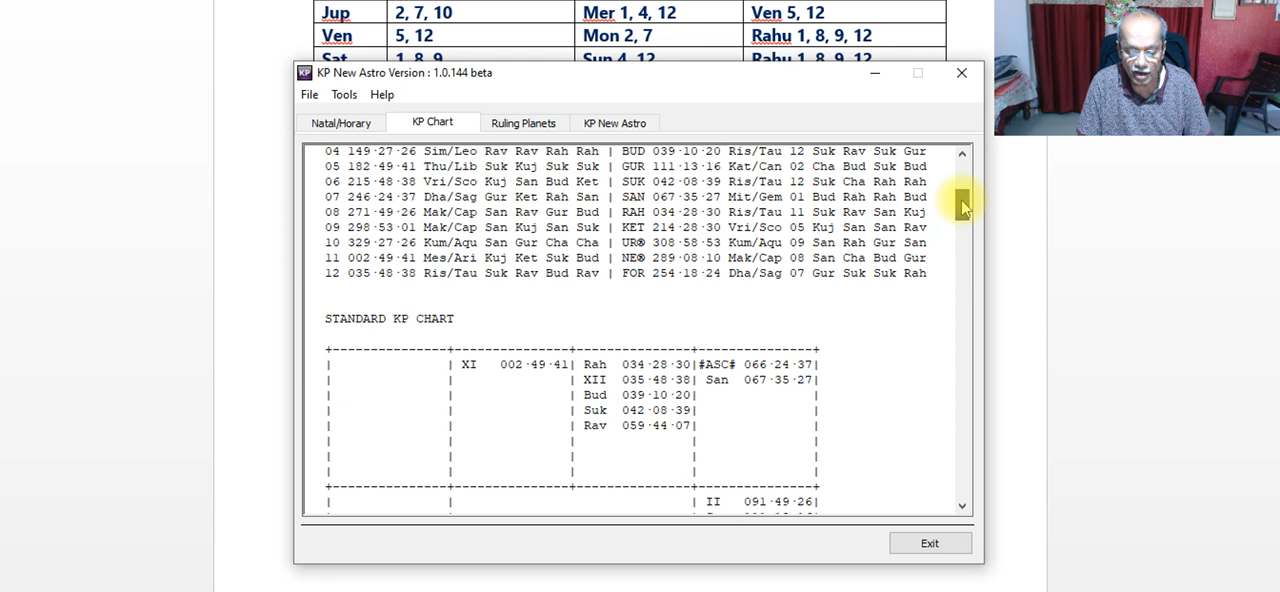 Jup 2, 7, 10 Mer 1, 4, 12 Ven 5, 12
Ven 5, 12 Mon 2, 7 Rahu 1, 8, 9, 12
Sat 1, 8, 9 Sun 4, 12 Rahu 1, 8, 9, 12
KP KP New Astro Version : 1.0.144 beta
File Tools Help
Natal/Horary KP Chart Ruling Planets KP New Astro
04 149·27·26 Sim/Leo Rav Rav Rah Rah | BUD 039·10·20 Ris/Tau 12 Suk Rav Suk Gur
05 182·49·41 Thu/Lib Suk Kuj Suk Suk | GUR 111·13·16 Kat/Can 02 Cha Bud Suk Bud
06 215·48·38 Vri/Sco Kuj San Bud Ket | SUK 042·08·39 Ris/Tau 12 Suk Cha Rah Rah
07 246·24·37 Dha/Sag Gur Ket Rah San | SAN 067·35·27 Mit/Gem 01 Bud Rah Rah Bud
08 271·49·26 Mak/Cap San Rav Gur Bud | RAH 034·28·30 Ris/Tau 11 Suk Rav San Kuj
09 298·53·01 Mak/Cap San Kuj San Suk | KET 214·28·30 Vri/Sco 05 Kuj San San Rav
10 329·27·26 Kum/Aqu San Gur Cha Cha | UR® 308·58·53 Kum/Aqu 09 San Rah Gur San
11 002·49·41 Mes/Ari Kuj Ket Suk Bud | NE® 289·08·10 Mak/Cap 08 San Cha Bud Gur
12 035·48·38 Ris/Tau Suk Rav Bud Rav | FOR 254·18·24 Dha/Sag 07 Gur Suk Suk Rah
STANDARD KP CHART
XI 002·49·41| Rah 034·28·30|#ASC# 066·24·37|
XII 035·48·38| San 067·35·27|
Bud 039·10·20|
Suk 042·08·39|
Rav 059·44·07|
II 091·49·26|
Exit